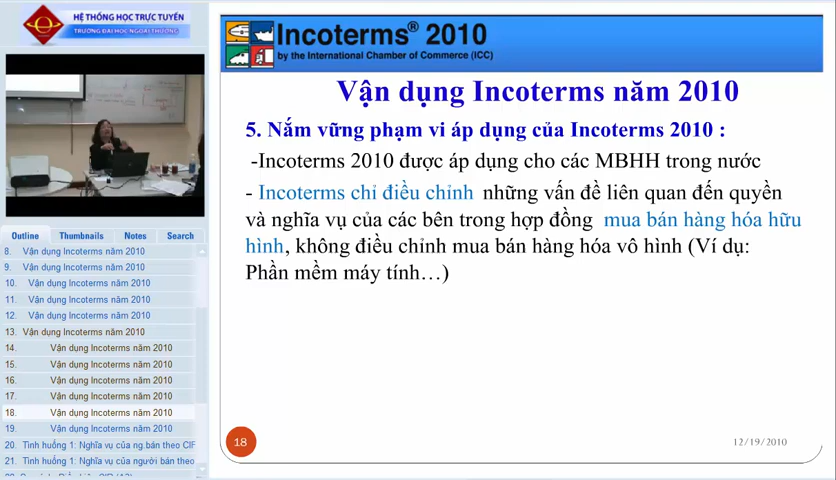 HỆ THỐNG HỌC TRỰC TUYẾN
TRƯỜNG ĐẠI HỌC NGOẠI THƯƠNG
Outline Thumbnails Notes Search
8. Vận dụng Incoterms năm 2010
9. Vận dụng Incoterms năm 2010
10. Vận dụng Incoterms năm 2010
11. Vận dụng Incoterms năm 2010
12. Vận dụng Incoterms năm 2010
13. Vận dụng Incoterms năm 2010
14. Vận dụng Incoterms năm 2010
15. Vận dụng Incoterms năm 2010
16. Vận dụng Incoterms năm 2010
17. Vận dụng Incoterms năm 2010
18. Vận dụng Incoterms năm 2010
19. Vận dụng Incoterms năm 2010
20. Tình huống 1: Nghĩa vụ của ng bán theo CIF
21. Tình huống 1: Nghĩa vụ của người bán theo
Incoterms® 2010
by the International Chamber of Commerce (ICC)
Vận dụng Incoterms năm 2010
5. Nắm vững phạm vi áp dụng của Incoterms 2010 :
-Incoterms 2010 được áp dụng cho các MBHH trong nước
- Incoterms chỉ điều chỉnh những vấn đề liên quan đến quyền
và nghĩa vụ của các bên trong hợp đồng mua bán hàng hóa hữu
hình, không điều chỉnh mua bán hàng hóa vô hình (Ví dụ:
Phần mềm máy tính…)
18
12/19/2010